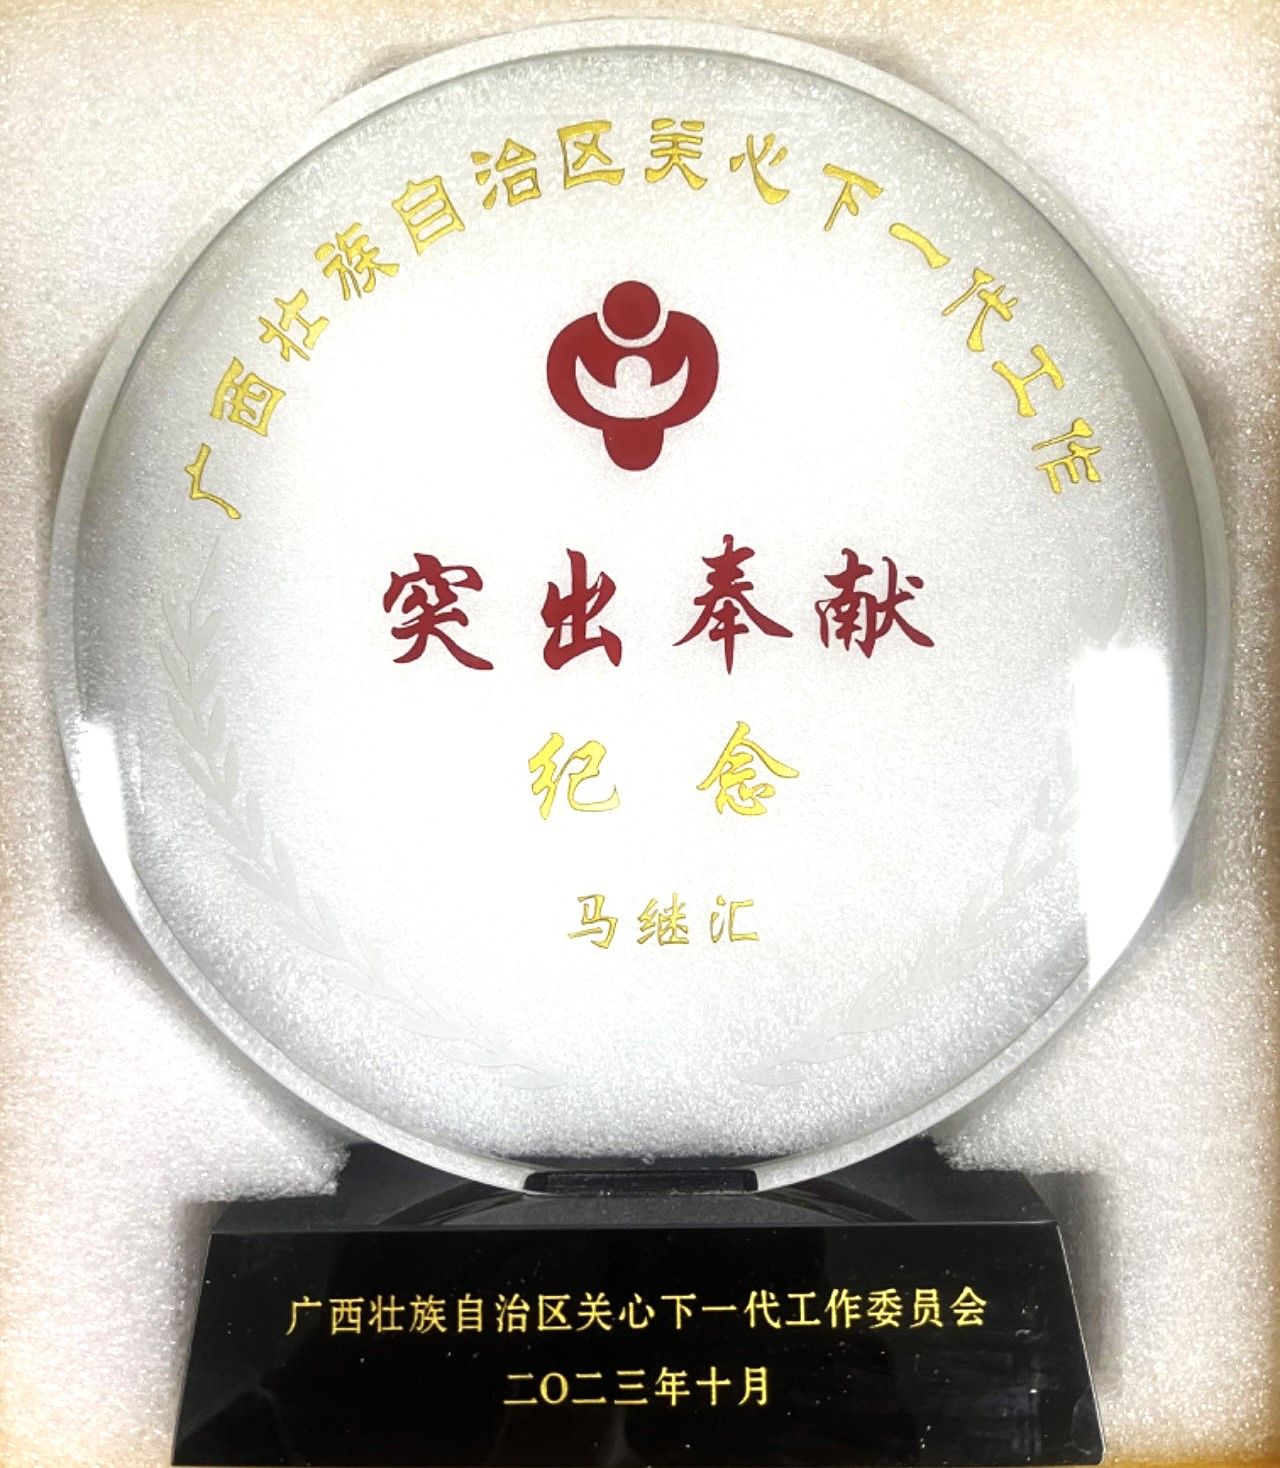 广西壮族自治区关心下一代工作
突出奉献
纪念
马继汇
广西壮族自治区关心下一代工作委员会
二〇二三年十月